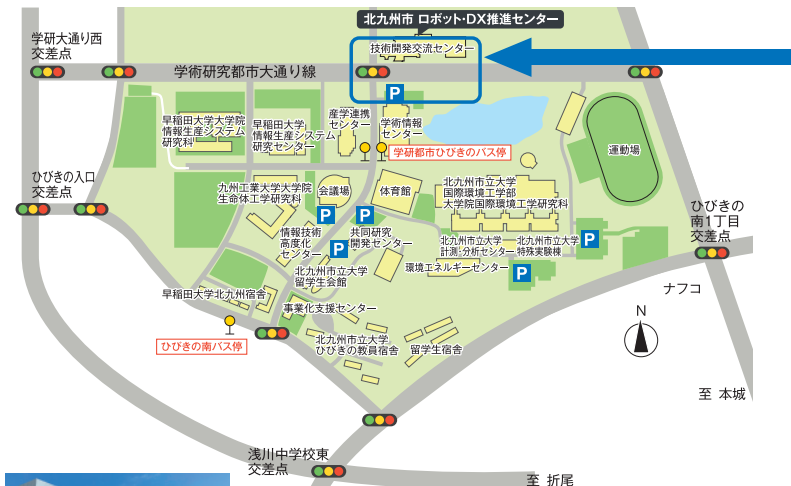 北九州市 ロボット・DX推進センター
技術開発交流センター
学研大通り西
交差点
学術研究都市大通り線
P
早稲田大学大学院
情報生産システム
研究科
早稲田大学
情報生産システム
研究センター
産学連携
センター
学術情報
センター
学研都市ひびきのバス停
運動場
ひびきの入口
交差点
九州工業大学大学院
生命体工学研究科
会議場
体育館
北九州市立大学
国際環境工学部
大学院国際環境工学研究科
ひびきの
南1丁目
交差点
P
P
情報技術
高度化
センター
共同研究
開発センター
P
北九州市立大学
計測・分析センター
北九州市立大学
特殊実験棟
P
北九州市立大学
留学生会館
環境エネルギーセンター
P
ナフコ
早稲田大学北九州宿舎
事業化支援センター
N
ひびきの南バス停
北九州市立大学
ひびきの教員宿舎
留学生宿舎
至 本城
浅川中学校東
交差点
至 折尾